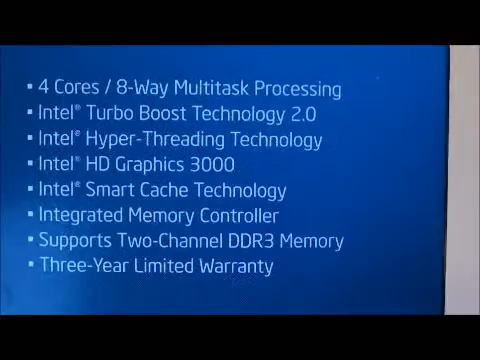 ▪ 4 Cores / 8-Way Multitask Processing
▪ Intel® Turbo Boost Technology 2.0
▪ Intel® Hyper-Threading Technology
▪ Intel® HD Graphics 3000
▪ Intel® Smart Cache Technology
▪ Integrated Memory Controller
▪ Supports Two-Channel DDR3 Memory
▪ Three-Year Limited Warranty